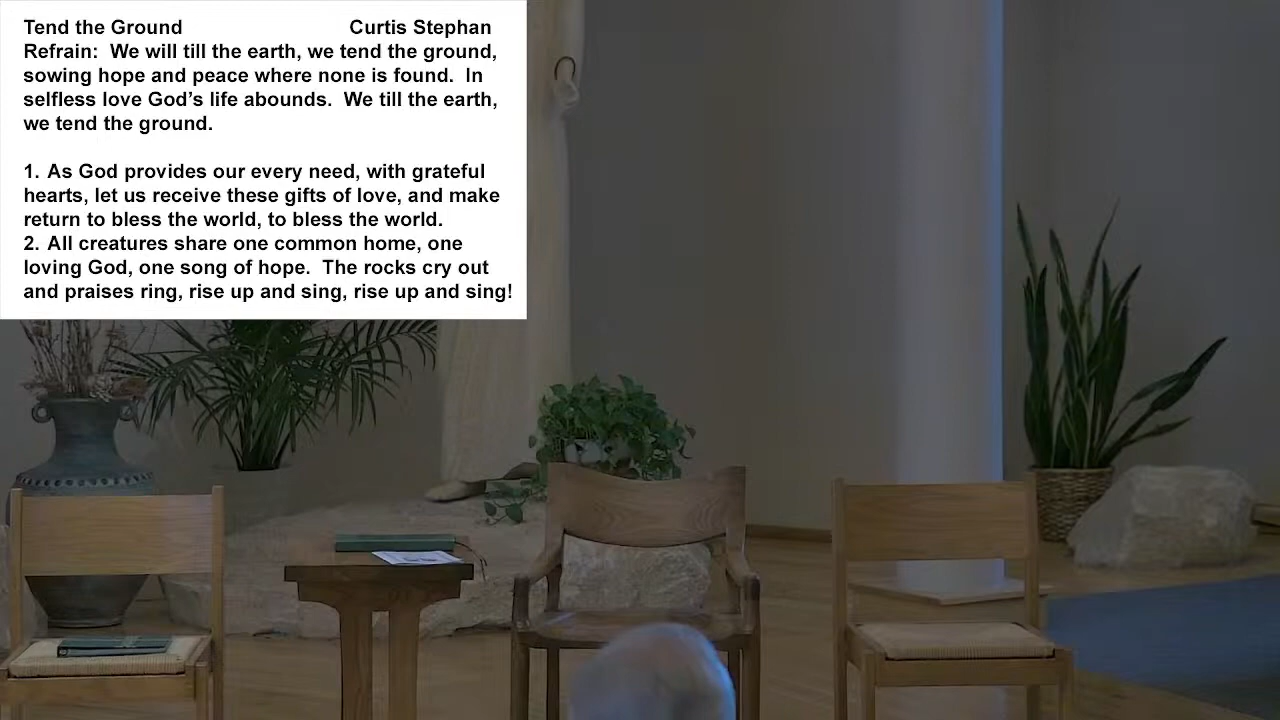 Tend the Ground Curtis Stephan
Refrain: We will till the earth, we tend the ground,
sowing hope and peace where none is found. In
selfless love God’s life abounds. We till the earth,
we tend the ground.
1. As God provides our every need, with grateful
hearts, let us receive these gifts of love, and make
return to bless the world, to bless the world.
2. All creatures share one common home, one
loving God, one song of hope. The rocks cry out
and praises ring, rise up and sing, rise up and sing!